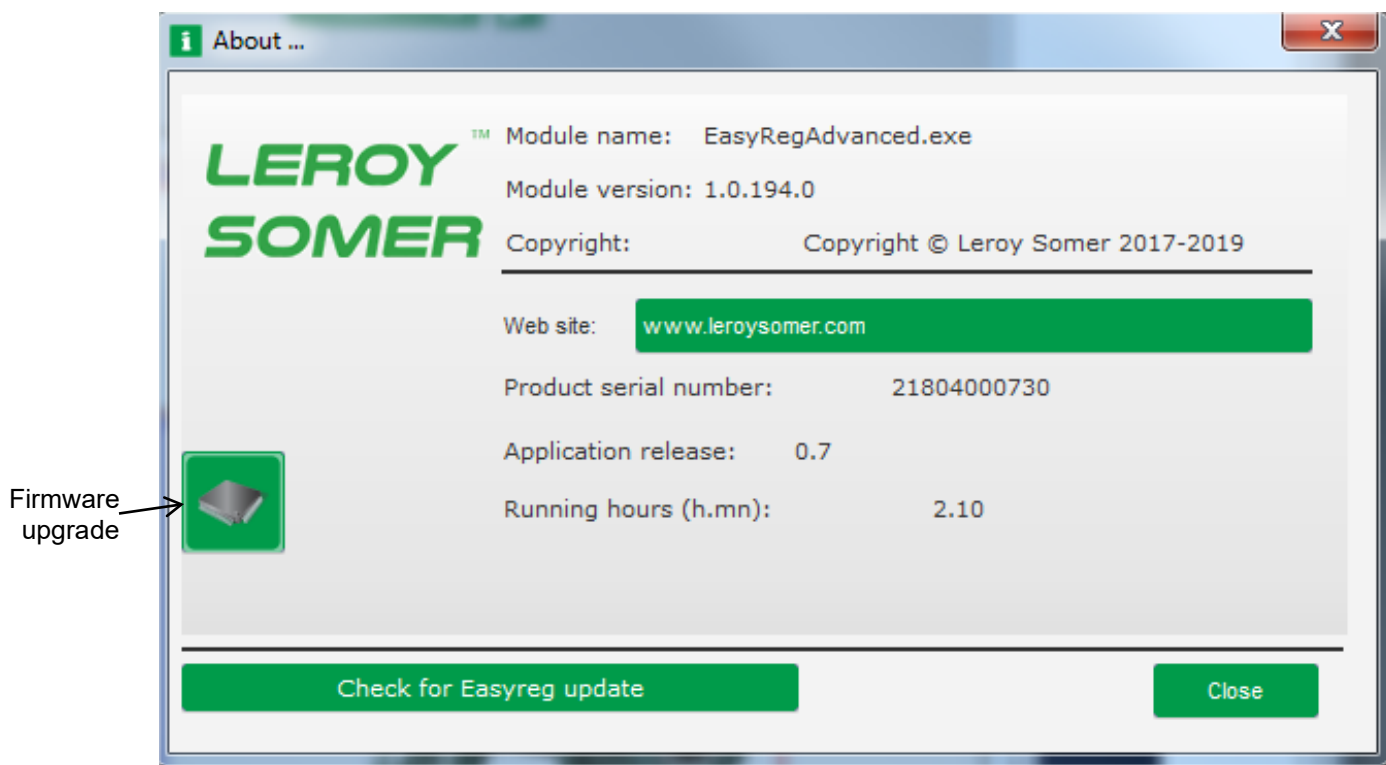 About ...
x
LEROY™
SOMER
Module name: EasyRegAdvanced.exe
Module version: 1.0.194.0
Copyright: Copyright © Leroy Somer 2017-2019
Web site: www.leroysomer.com
Product serial number: 21804000730
Application release: 0.7
Firmware
upgrade
Running hours (h.mn): 2.10
Check for Easyreg update
Close